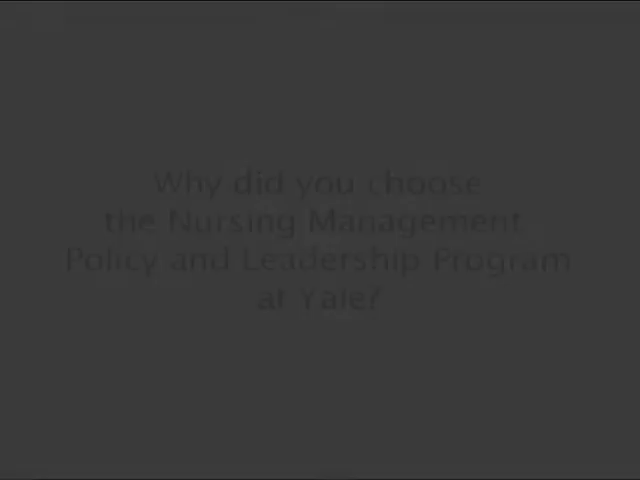 Why did you choose
the Nursing Management
Policy and Leadership Program
at Yale?